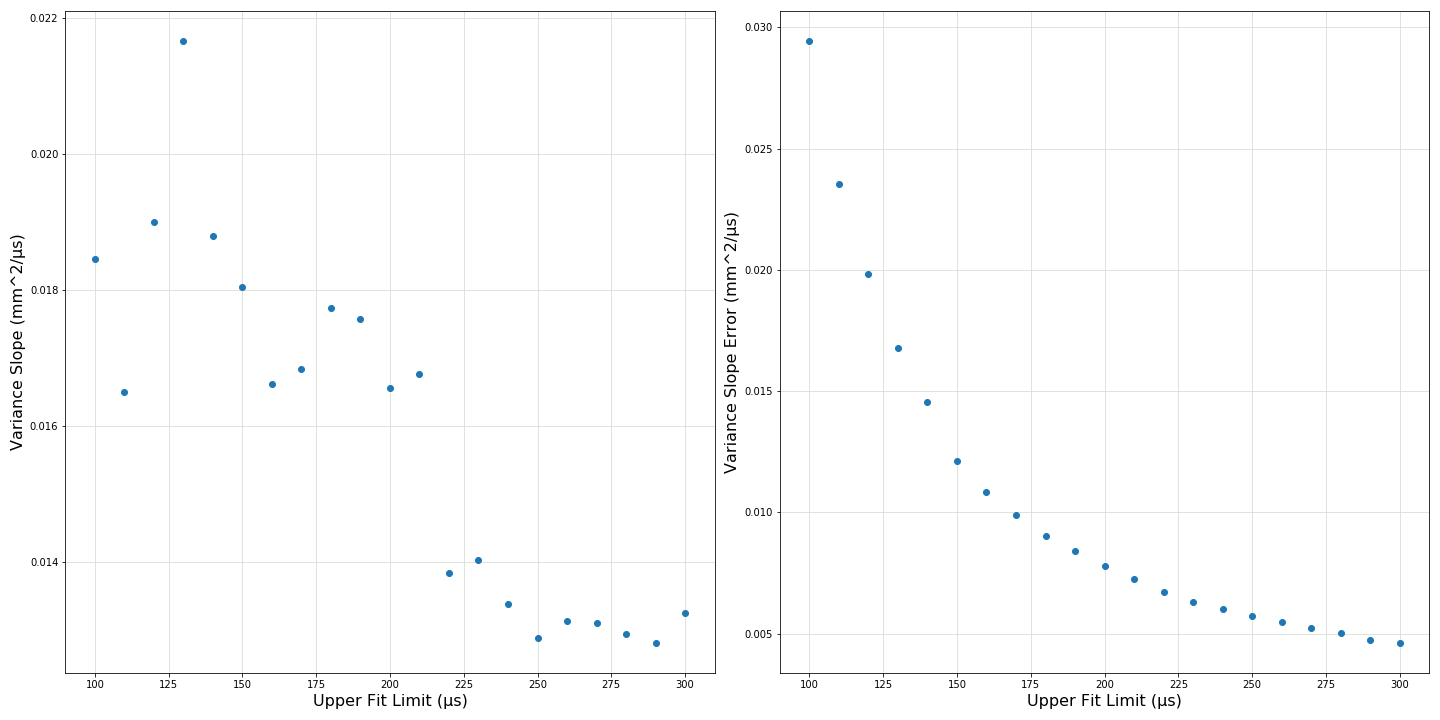 0.022
0.020
0.018
0.016
0.014
Variance Slope (mm^2/μs)
100 125 150 175 200 225 250 275 300
Upper Fit Limit (μs)
0.030
0.025
0.020
0.015
0.010
0.005
Variance Slope Error (mm^2/μs)
100 125 150 175 200 225 250 275 300
Upper Fit Limit (μs)